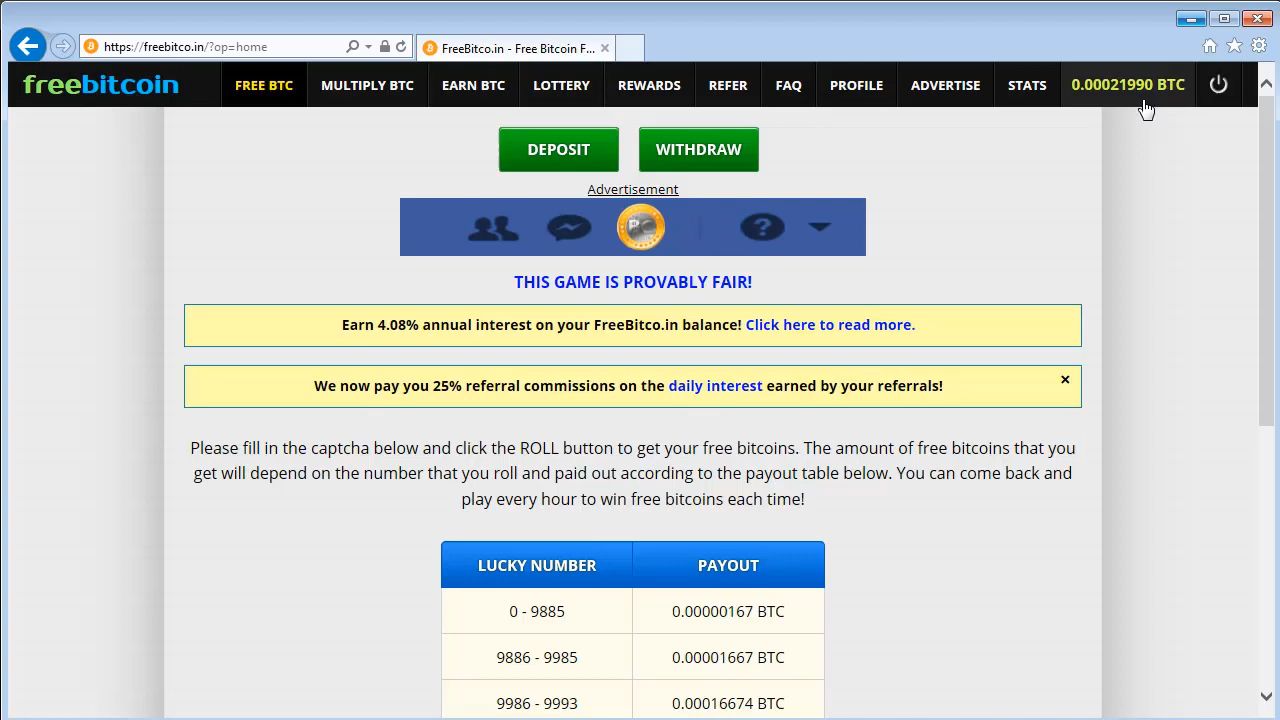 https://freebitco.in/?op=home
FreeBitco.in - Free Bitcoin F...
freebitcoin
FREE BTC
MULTIPLY BTC
EARN BTC
LOTTERY
REWARDS
REFER
FAQ
PROFILE
ADVERTISE
STATS
0.00021990 BTC
DEPOSIT
WITHDRAW
Advertisement
THIS GAME IS PROVABLY FAIR!
Earn 4.08% annual interest on your FreeBitco.in balance! Click here to read more.
We now pay you 25% referral commissions on the daily interest earned by your referrals!
Please fill in the captcha below and click the ROLL button to get your free bitcoins. The amount of free bitcoins that you
get will depend on the number that you roll and paid out according to the payout table below. You can come back and
play every hour to win free bitcoins each time!
LUCKY NUMBER
PAYOUT
0 - 9885
0.00000167 BTC
9886 - 9985
0.00001667 BTC
9986 - 9993
0.00016674 BTC